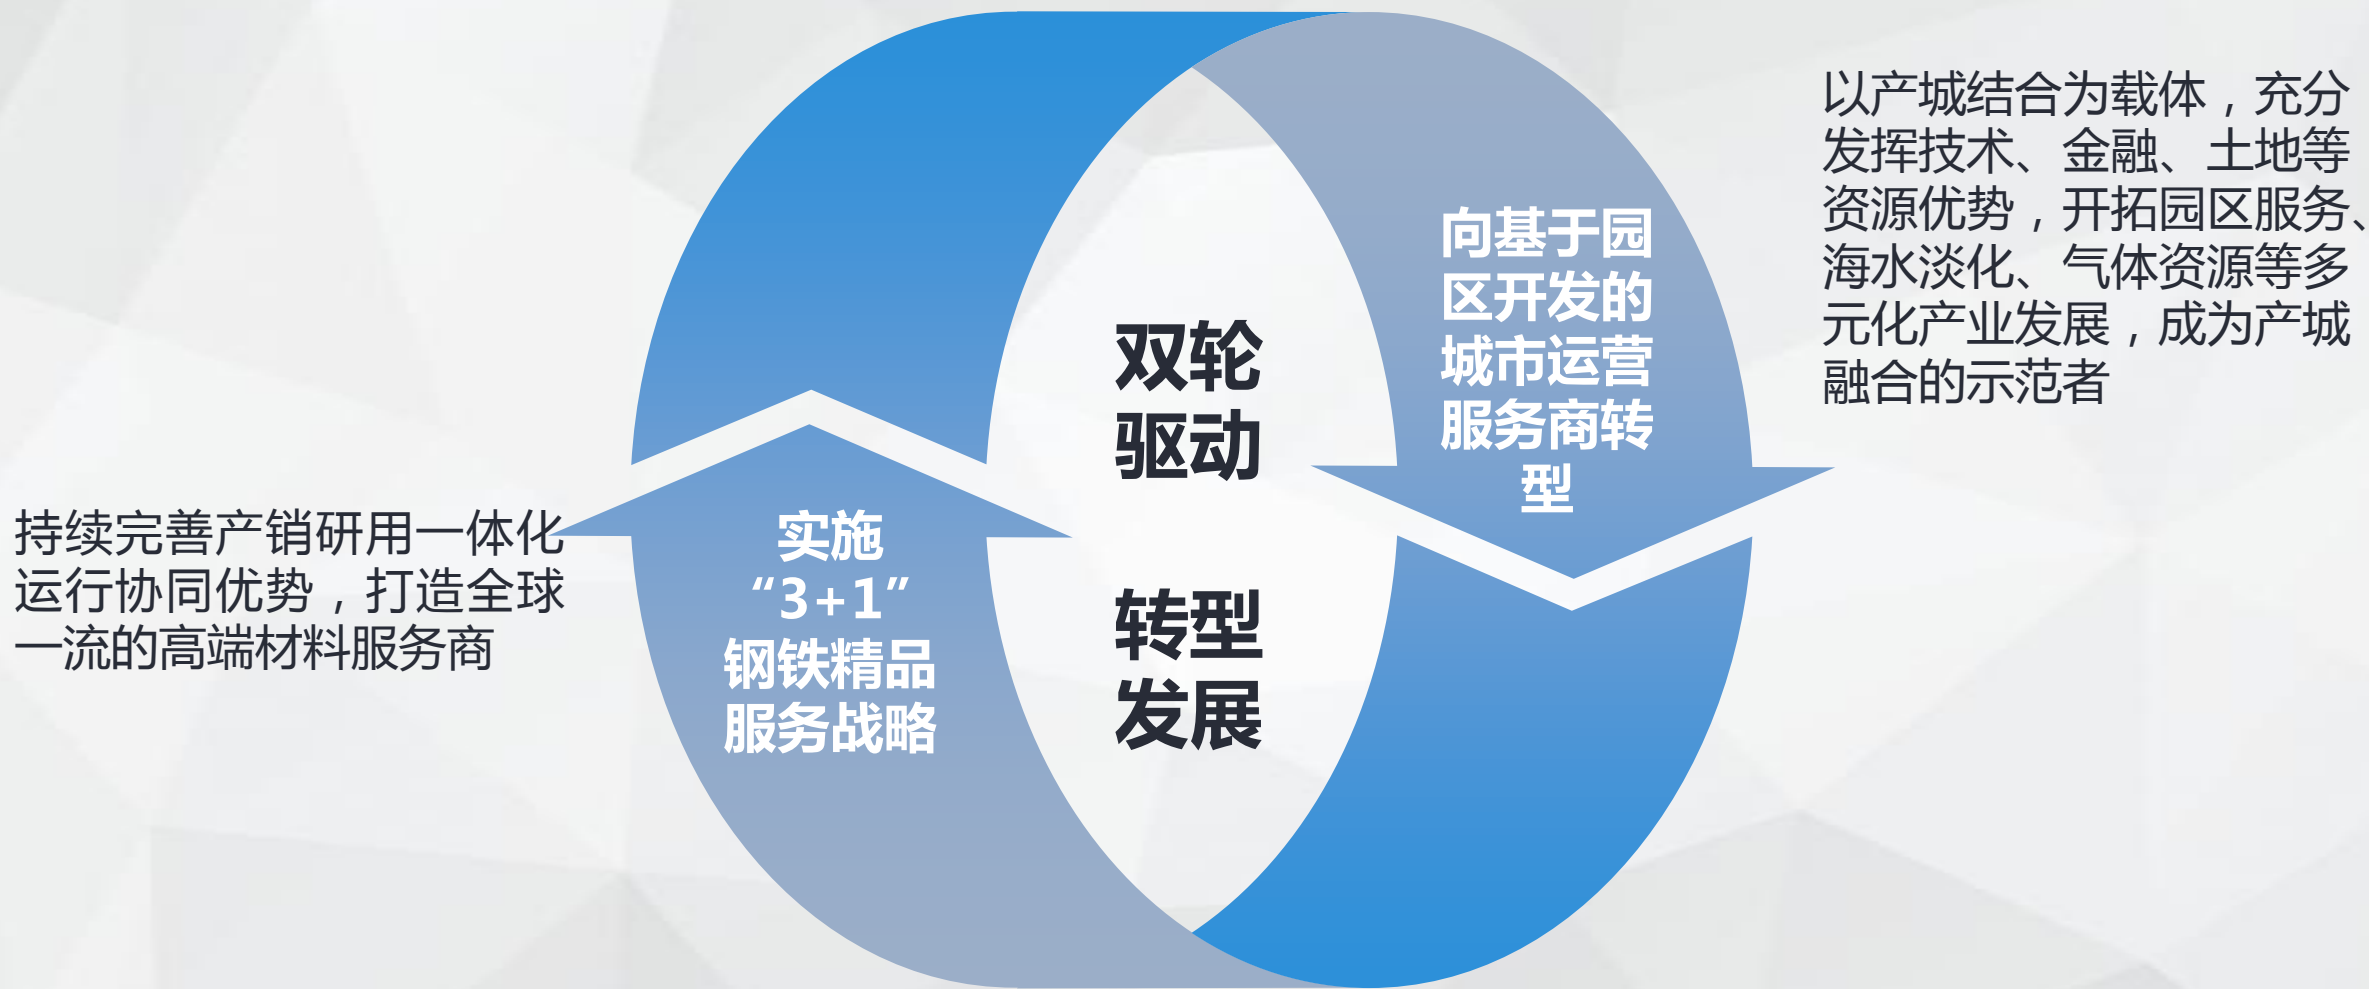 持续完善产销研用一体化
运行协同优势，打造全球
一流的高端材料服务商
实施
“3+1”
钢铁精品
服务战略
双轮
驱动
转型
发展
向基于园
区开发的
城市运营
服务商转
型
以产城结合为载体，充分
发挥技术、金融、土地等
资源优势，开拓园区服务、
海水淡化、气体资源等多
元化产业发展，成为产城
融合的示范者